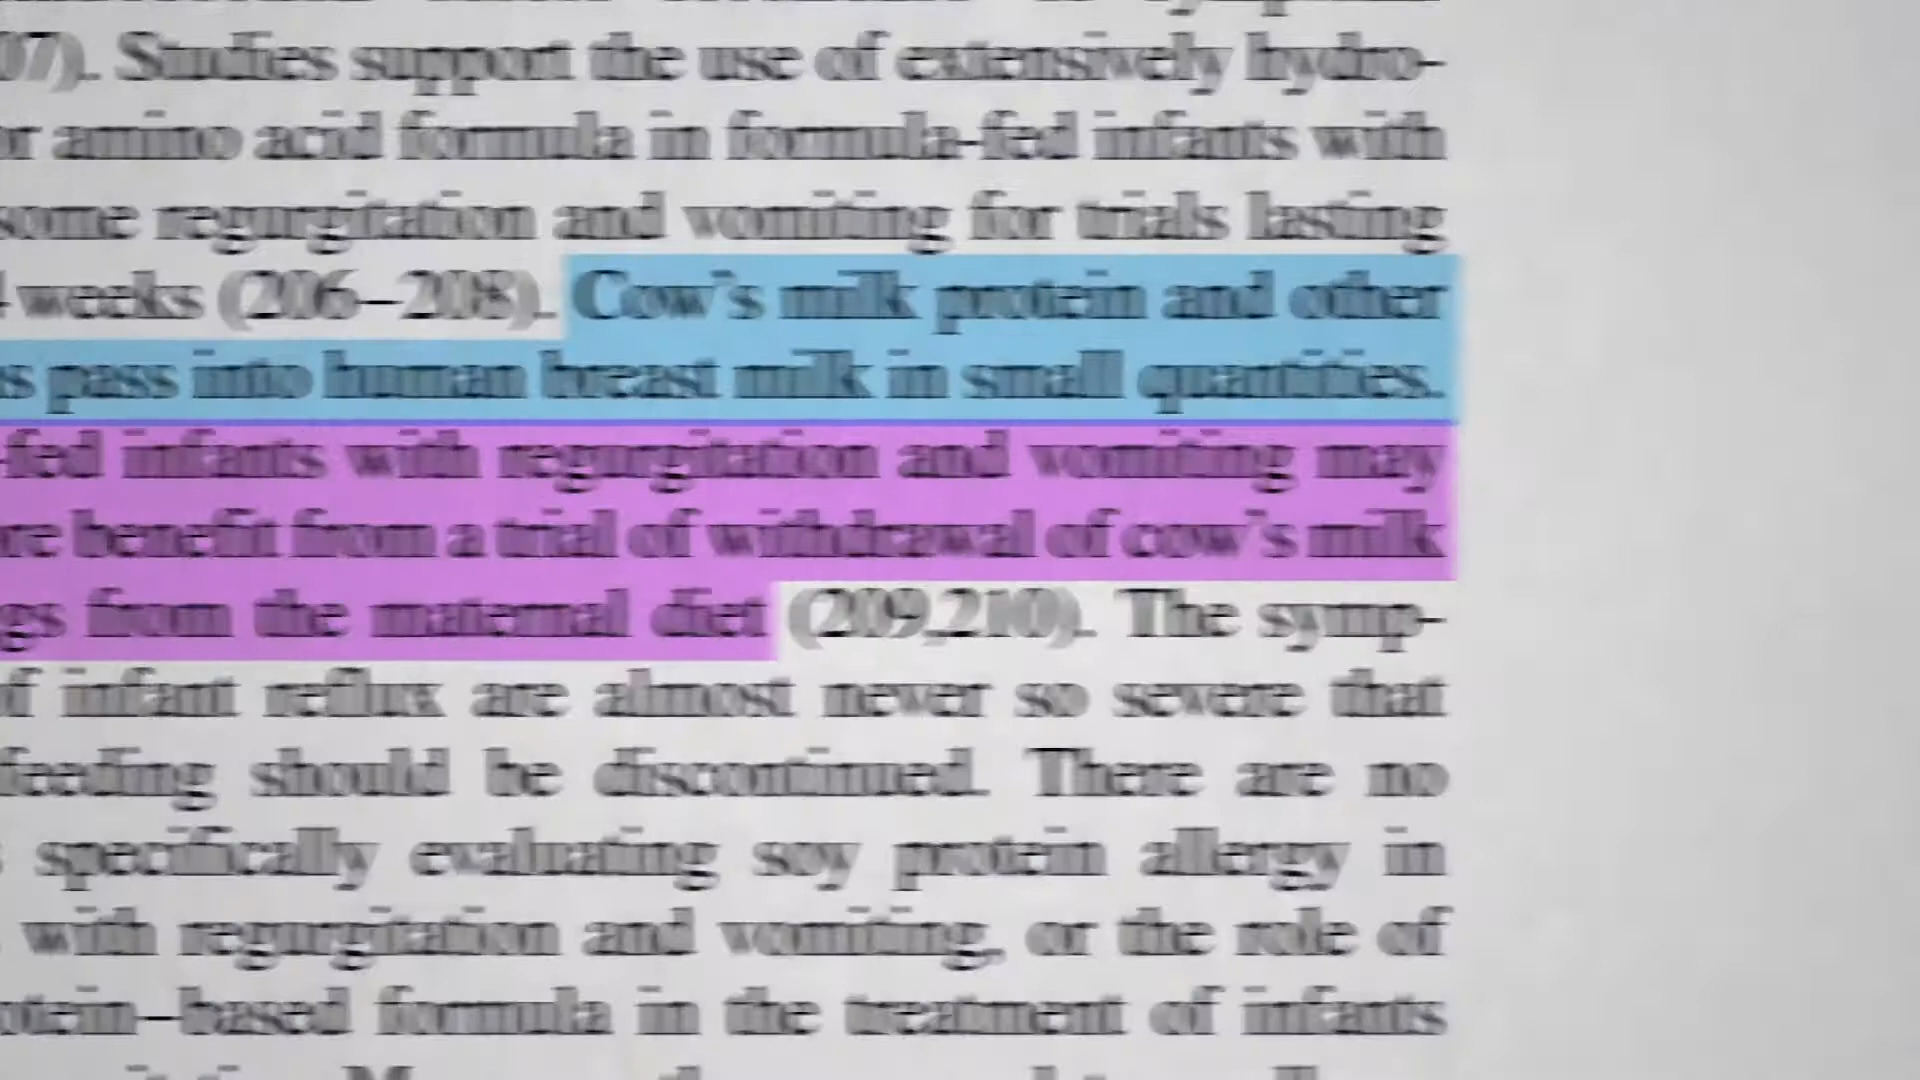 07). Studies support the use of extensively hydro-
or amino acid formula in formula-fed infants with
some regurgitation and vomiting for trials lasting
weeks (206–208). Cow's milk protein and other
pass into human breast milk in small quantities.
-fed infants with regurgitation and vomiting may
benefit from a trial of withdrawal of cow's milk
from the maternal diet (209,210). The symp-
of infant reflux are almost never so severe that
feeding should be discontinued. There are no
specifically evaluating soy protein allergy in
with regurgitation and vomiting, or the role of
otein–based formula in the treatment of infants